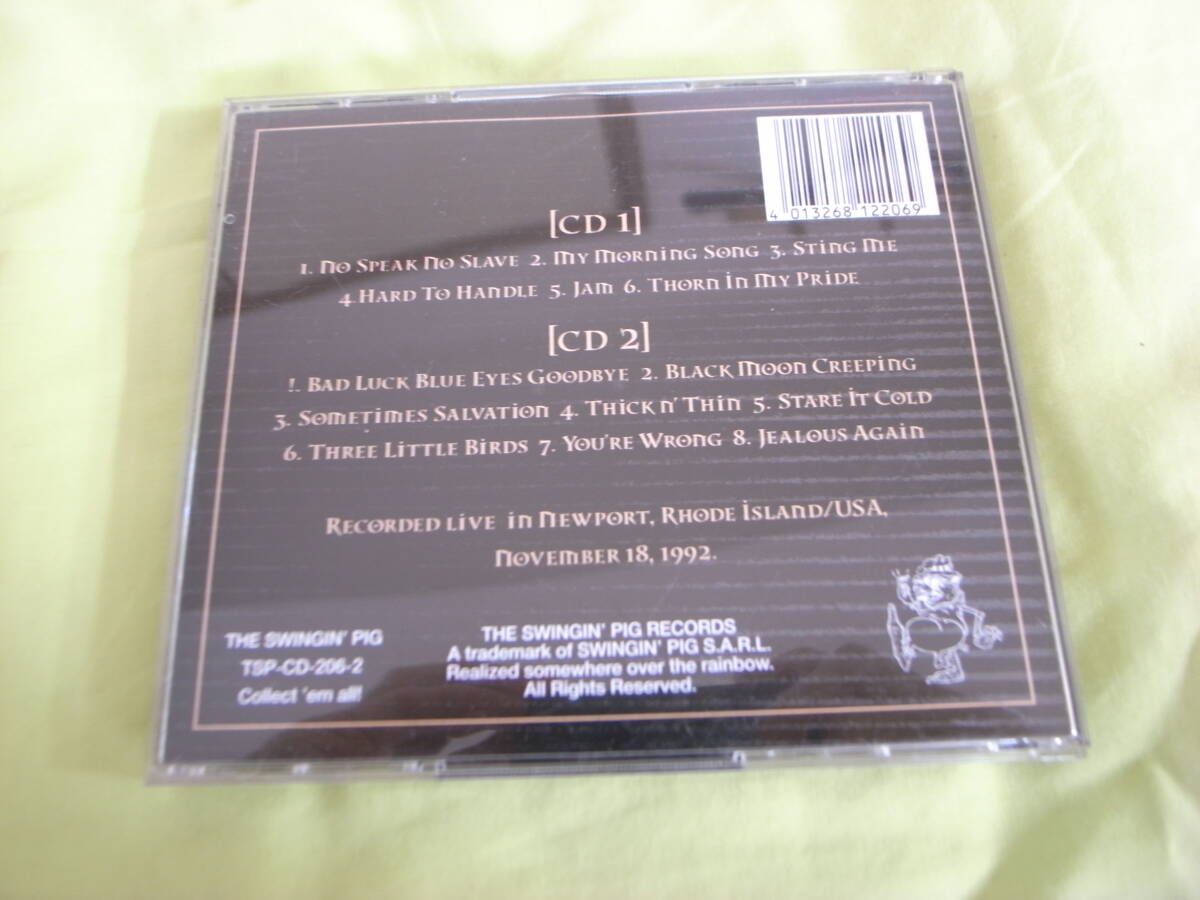 4 013268 122069
[CD 1]
1. No Speak No Slave 2. My Morning Song 3. Sting Me
4 Hard To Handle 5. Jam 6. Thorn in My Pride
[CD 2]
!. Bad Luck Blue Eyes Goodbye 2. Black Moon Creeping
3. Sometimes Salvation 4. Thick n' Thin 5. Stare it Cold
6. Three Little Birds 7. You're Wrong 8. Jealous Again
Recorded live in Newport, Rhode Island/USA,
November 18, 1992.
THE SWINGIN' PIG
TSP-CD-206-2
Collect 'em all!
THE SWINGIN' PIG RECORDS
A trademark of SWINGIN' PIG S.A.R.L.
Realized somewhere over the rainbow.
All Rights Reserved.